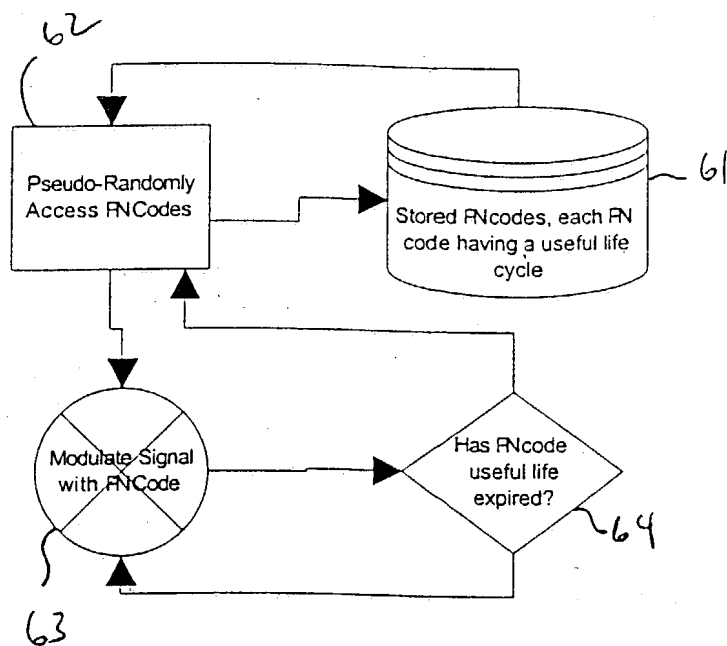 62
Pseudo-Randomly
Access PNCodes
61
Stored PNcodes, each PN
code having a useful life
cycle
Modulate Signal
with PNCode
Has PNcode
useful life
expired?
64
63